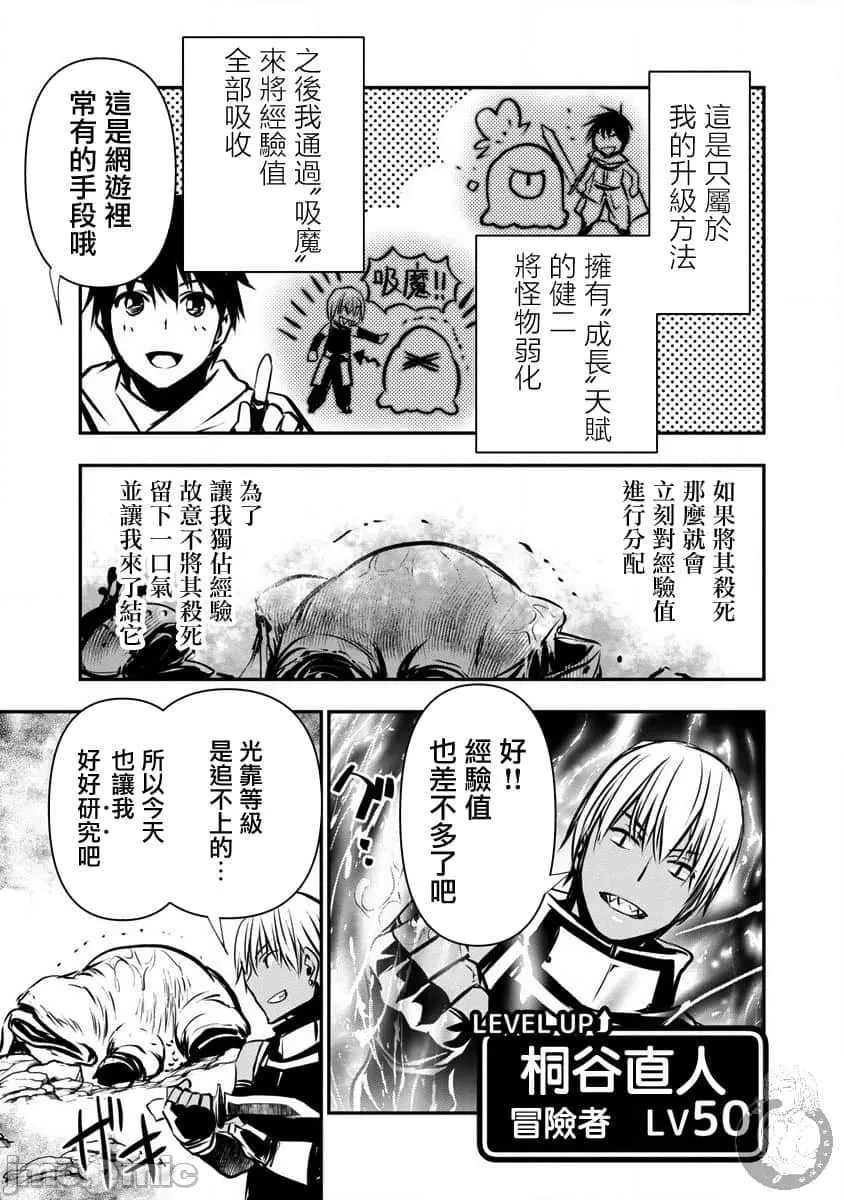 這是只屬於
我的升級方法
擁有〝成長〞天賦
的健二
將怪物弱化
之後我通過〝吸魔〞
來將經驗值
全部吸收
吸魔!!
這是網遊裡
常有的手段哦
如果將其殺死
那麼就會
立刻對經驗值
進行分配
為了
讓我獨佔經驗
故意不將其殺死
留下一口氣
並讓我來了結它
好!!
經驗值
也差不多了吧
LEVEL UP
桐谷直人
冒險者 LV50
光靠等級
是追不上的…
所以今天
也讓我
好好研究吧